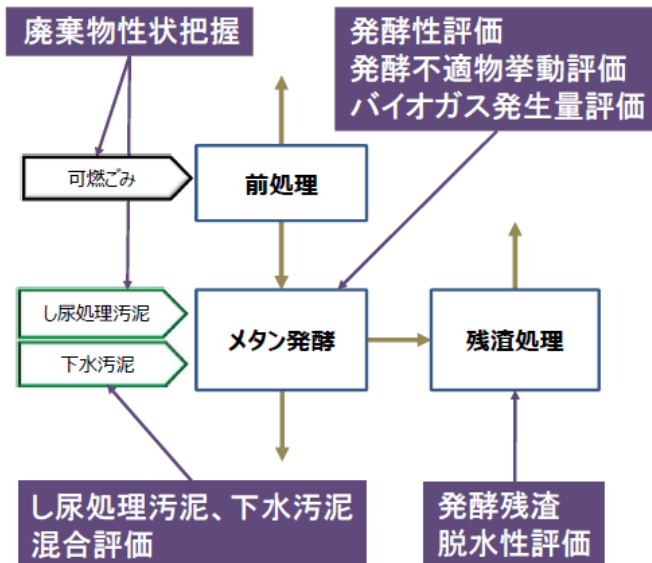 廃棄物性状把握
発酵性評価
発酵不適物挙動評価
バイオガス発生量評価
可燃ごみ
前処理
し尿処理汚泥
下水汚泥
メタン発酵
残渣処理
し尿処理汚泥、下水汚泥
混合評価
発酵残渣
脱水性評価